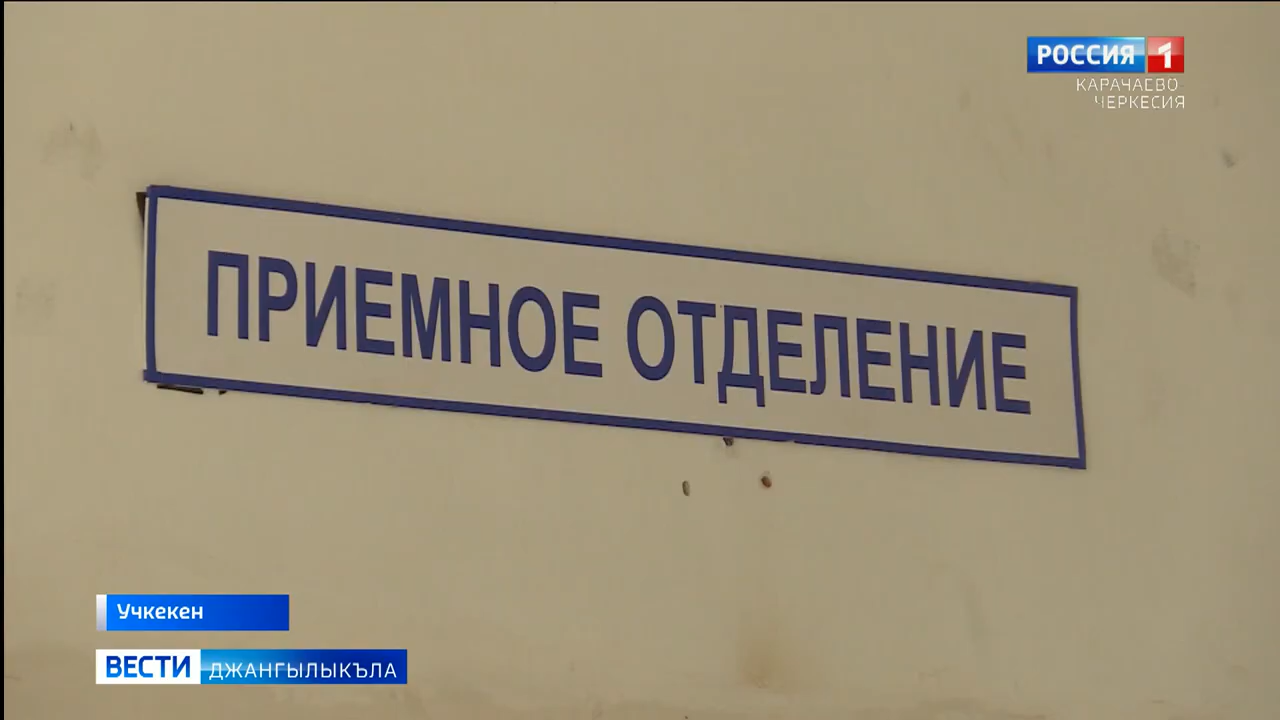 РОССИЯ 1
КАРАЧАЕВО-
ЧЕРКЕСИЯ
ПРИЕМНОЕ ОТДЕЛЕНИЕ
Учкекен
ВЕСТИ ДЖАНГЫЛЫКЪЛА